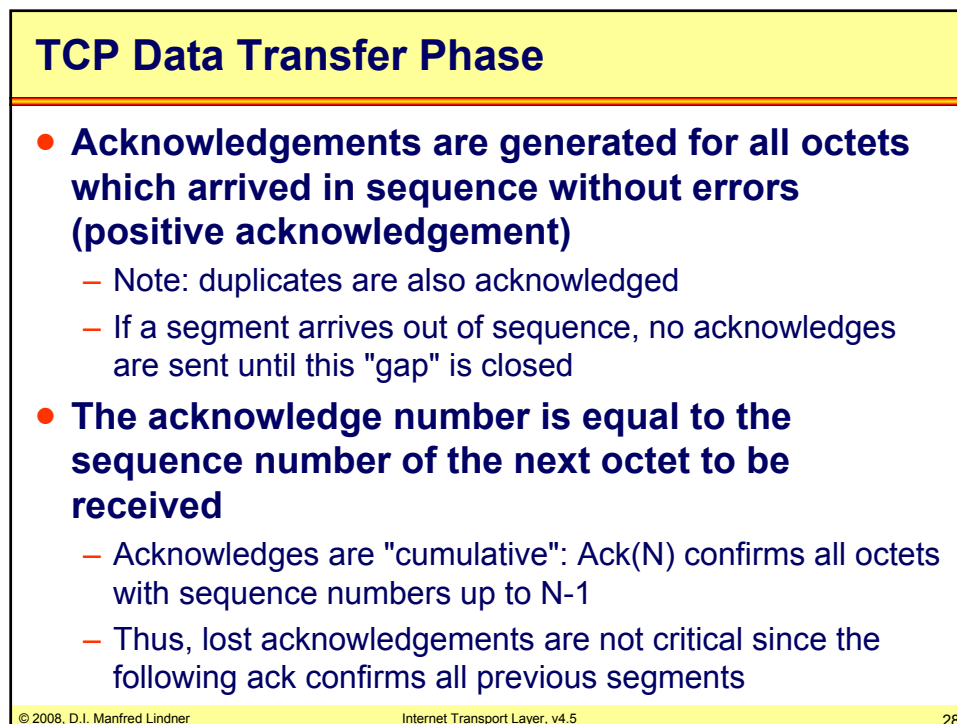 TCP Data Transfer Phase
• Acknowledgements are generated for all octets
which arrived in sequence without errors
(positive acknowledgement)
– Note: duplicates are also acknowledged
– If a segment arrives out of sequence, no acknowledges
are sent until this "gap" is closed
• The acknowledge number is equal to the
sequence number of the next octet to be
received
– Acknowledges are "cumulative": Ack(N) confirms all octets
with sequence numbers up to N-1
– Thus, lost acknowledgements are not critical since the
following ack confirms all previous segments
© 2008, D.I. Manfred Lindner
Internet Transport Layer, v4.5
28